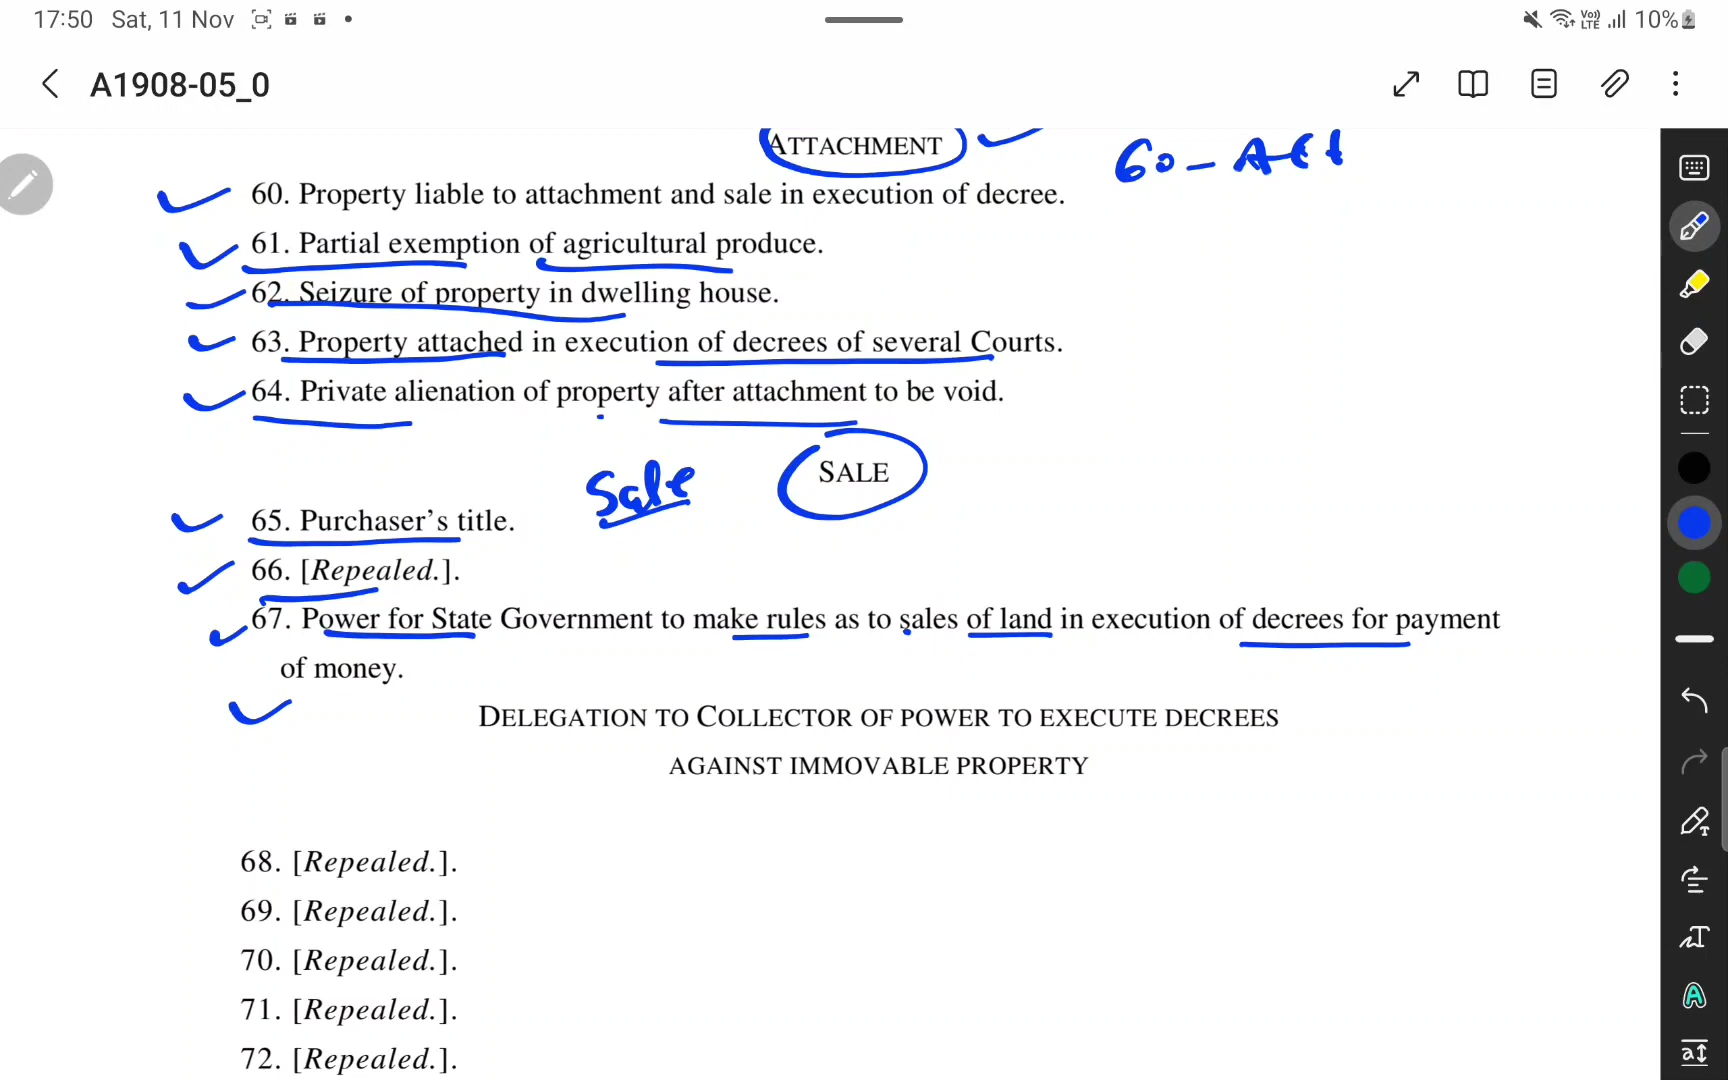 17:50 Sat, 11 Nov 10%
A1908-05_0
ATTACHMENT
60 - Att
60. Property liable to attachment and sale in execution of decree.
61. Partial exemption of agricultural produce.
62. Seizure of property in dwelling house.
63. Property attached in execution of decrees of several Courts.
64. Private alienation of property after attachment to be void.
Sale SALE
65. Purchaser’s title.
66. [Repealed.].
67. Power for State Government to make rules as to sales of land in execution of decrees for payment
of money.
DELEGATION TO COLLECTOR OF POWER TO EXECUTE DECREES
AGAINST IMMOVABLE PROPERTY
68. [Repealed.].
69. [Repealed.].
70. [Repealed.].
71. [Repealed.].
72. [Repealed.].